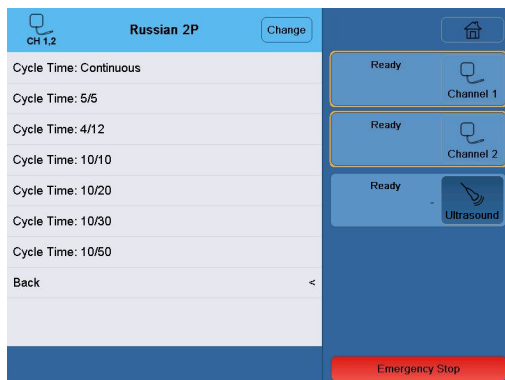 CH 1,2
Russian 2P
Change
Cycle Time: Continuous
Cycle Time: 5/5
Cycle Time: 4/12
Cycle Time: 10/10
Cycle Time: 10/20
Cycle Time: 10/30
Cycle Time: 10/50
Back <
Ready
Channel 1
Ready
Channel 2
Ready
-
Ultrasound
Emergency Stop